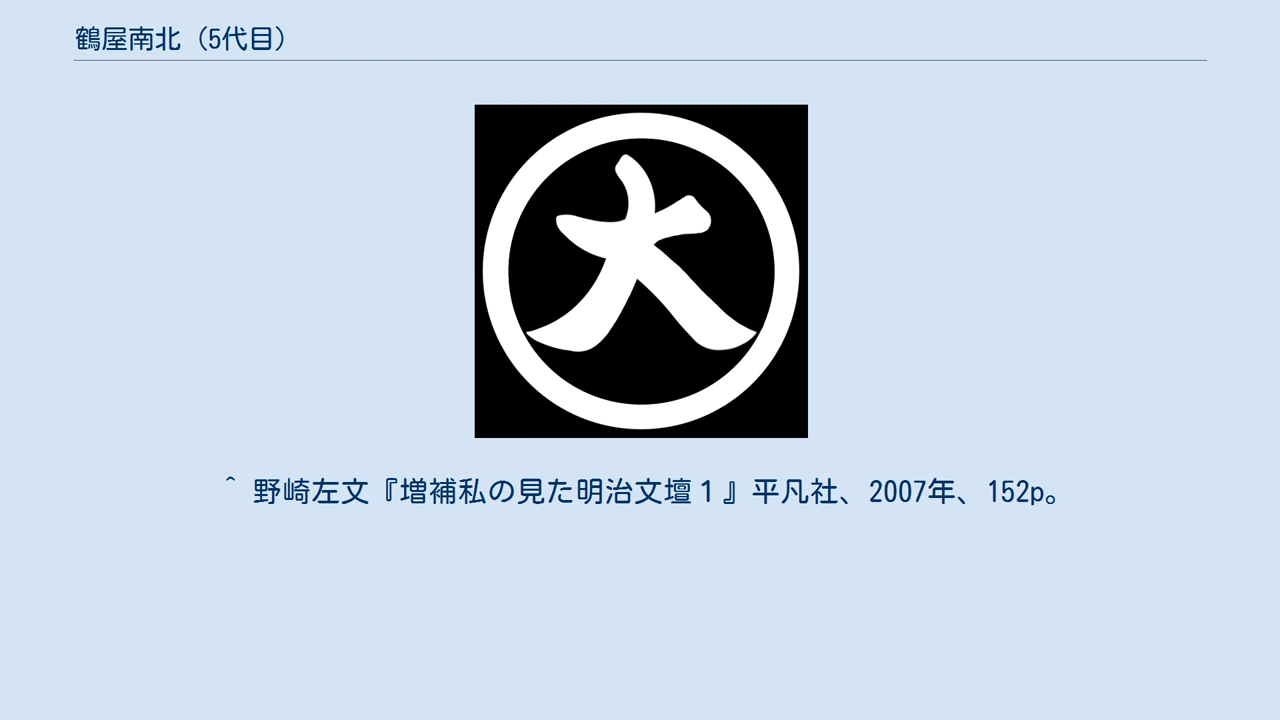 鶴屋南北（5代目）
大
^ 野崎左文『増補私の見た明治文壇１』平凡社、2007年、152p。